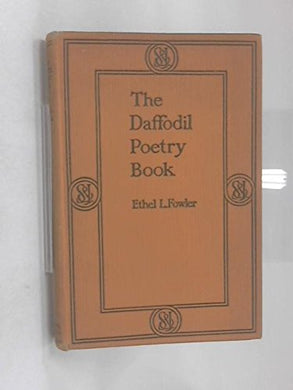 The
Daffodil
Poetry
Book.
Ethel L. Fowler